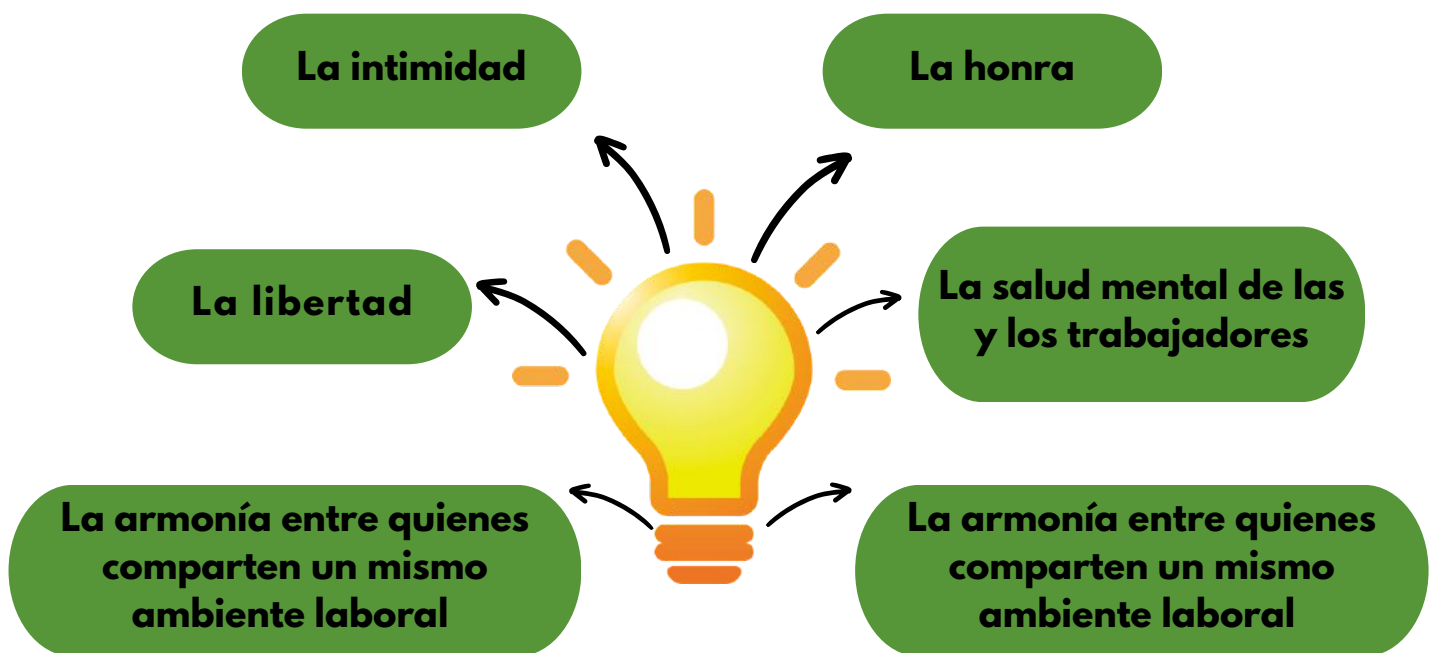 La intimidad
La honra
La libertad
La salud mental de las
y los trabajadores
La armonía entre quienes
comparten un mismo
ambiente laboral
La armonía entre quienes
comparten un mismo
ambiente laboral